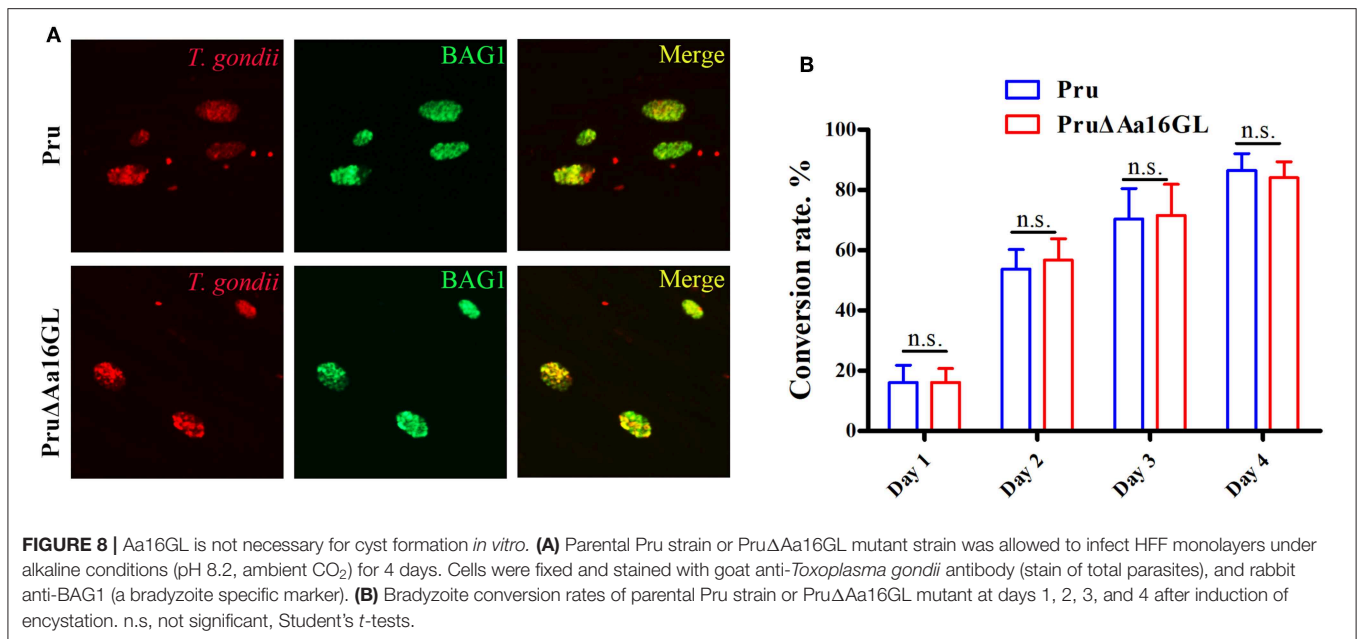 A
T. gondii
BAG1
Merge
Pru
T. gondii
BAG1
Merge
PruΔAa16GL
B
Pru
PruΔAa16GL
Conversion rate. %
100
80
60
40
20
0
n.s.
n.s.
n.s.
n.s.
Day 1
Day 2
Day 3
Day 4
FIGURE 8 | Aa16GL is not necessary for cyst formation in vitro. (A) Parental Pru strain or PruΔAa16GL mutant strain was allowed to infect HFF monolayers under
alkaline conditions (pH 8.2, ambient CO₂) for 4 days. Cells were fixed and stained with goat anti-Toxoplasma gondii antibody (stain of total parasites), and rabbit
anti-BAG1 (a bradyzoite specific marker). (B) Bradyzoite conversion rates of parental Pru strain or PruΔAa16GL mutant at days 1, 2, 3, and 4 after induction of
encystation. n.s, not significant, Student's t-tests.